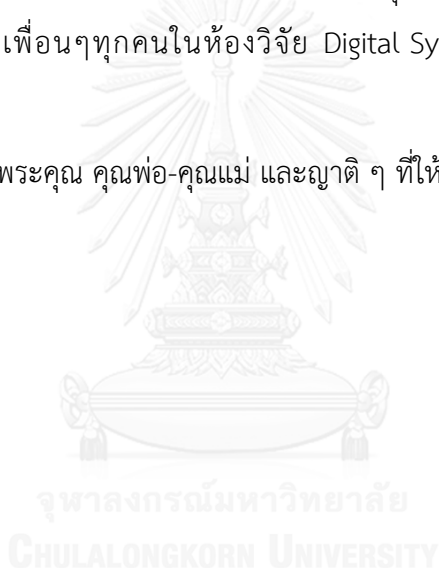 เพื่อนๆทุกคนในห้องวิจัย Digital Sy
พระคุณ คุณพ่อ-คุณแม่ และญาติ ๆ ที่ให้
จุฬาลงกรณ์มหาวิทยาลัย
CHULALONGKORN UNIVERSITY